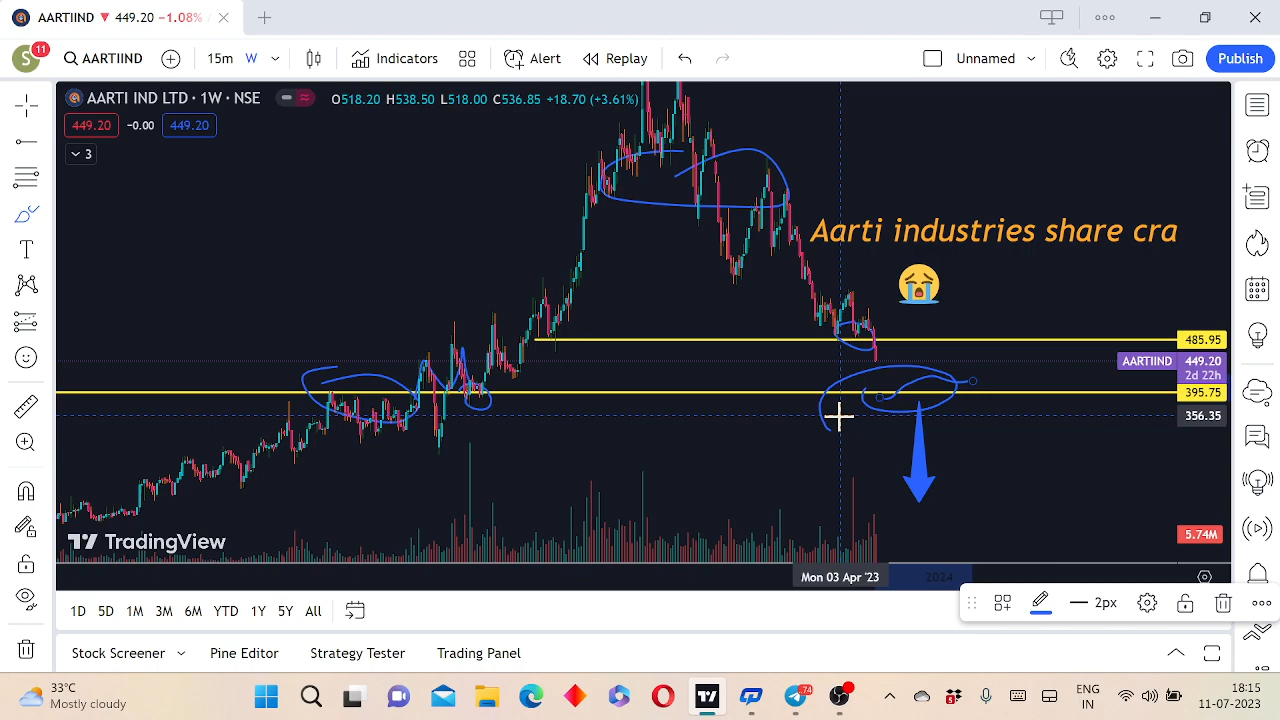 AARTIIND ▼ 449.20 −1.08% /
S 11 AARTIIND 15m W Indicators Alert Replay Unnamed Publish
AARTI IND LTD · 1W · NSE O518.20 H538.50 L518.00 C536.85 +18.70 (+3.61%)
449.20 −0.00 449.20
3
Aarti industries share cra
485.95
AARTIIND 449.20
2d 22h
395.75
356.35
TradingView
5.74M
Mon 03 Apr '23 2024
2px
1D 5D 1M 3M 6M YTD 1Y 5Y All
Stock Screener Pine Editor Strategy Tester Trading Panel
33°C
Mostly cloudy
74
ENG
IN
18:15
11-07-2023